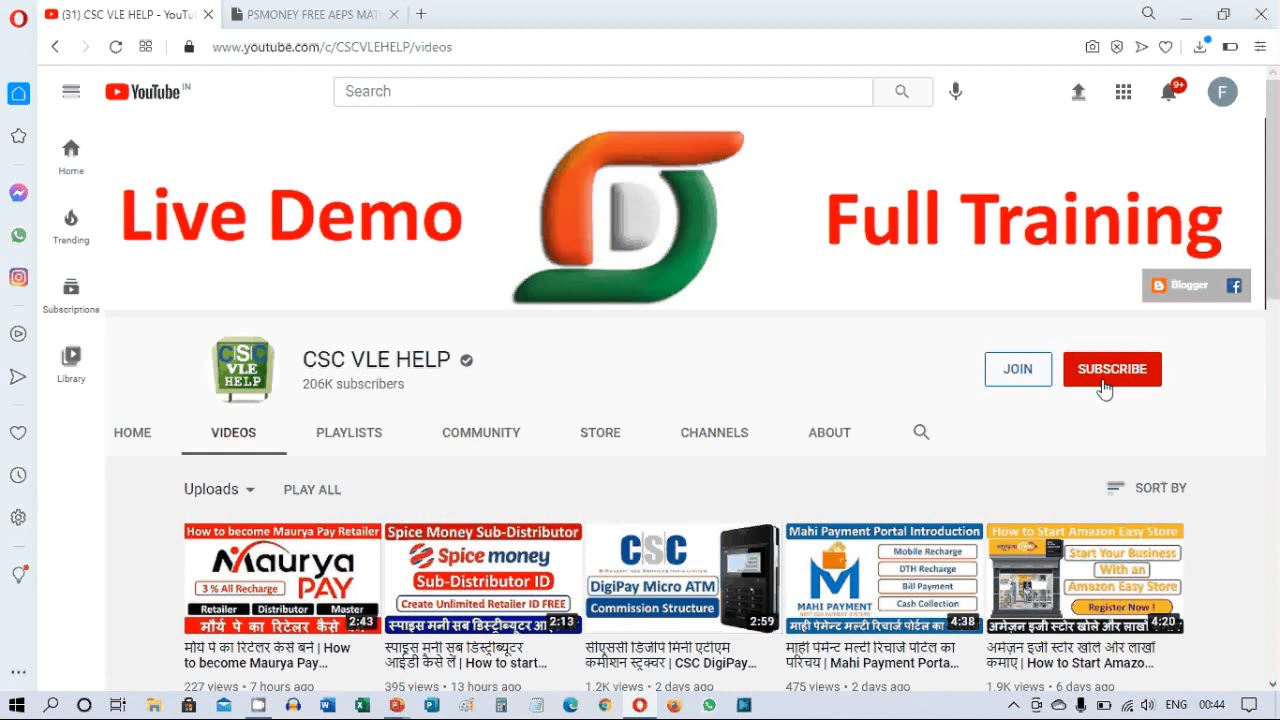 (31) CSC VLE HELP - YouTu
PSMONEY FREE AEPS MAT
www.youtube.com/c/CSCVLEHELP/videos
YouTube IN
Search
9+
F
Home
Trending
Subscriptions
Library
Live Demo
Full Training
Blogger
CSC VLE HELP
CSC VLE HELP
206K subscribers
JOIN
SUBSCRIBE
HOME
VIDEOS
PLAYLISTS
COMMUNITY
STORE
CHANNELS
ABOUT
Uploads
PLAY ALL
SORT BY
How to become Maurya Pay Retailer
Maurya
PAY
3 % All Recharge
Retailer
Distributor
Master
मौर्य पे का रिटेलर कैसे
2:43
मौर्य पे का रिटेलर कैसे बने | How
to become Maurya Pay...
227 views • 7 hours ago
Spice Money Sub-Distributor
Spice money
Sub-Distributor ID
Create Unlimited Retailer ID FREE
स्पाइस मनी सब डिस्ट्रीब्यूटर आ
2:13
स्पाइस मनी सब डिस्ट्रीब्यूटर
आईडी कैसे लें | How to start...
395 views • 13 hours ago
CSC
DigiPay Micro ATM
Commission Structure
2:59
सीएससी डिजीपे मिनी एटीएम
कमीशन स्ट्रक्चर | CSC DigiPay...
1.2K views • 2 days ago
Mahi Payment Portal Introduction
Mobile Recharge
DTH Recharge
Bill Payment
Cash Collection
MAHI PAYMENT
माही पेमेन्ट मल्टी रिचार्ज पोर्टल का
4:38
माही पेमेन्ट मल्टी रिचार्ज पोर्टल
का परिचय | Mahi Payment Porta...
475 views • 2 days ago
How to Start Amazon Easy Store
Start Your Business
With an
Amazon Easy Store
Register Now !
अमेज़न इजी स्टोर खोले और लाखों
4:20
अमेज़न इजी स्टोर खोले और लाखों
कमाएं | How to Start Amazo...
1.9K views • 6 days ago
ENG
00:44